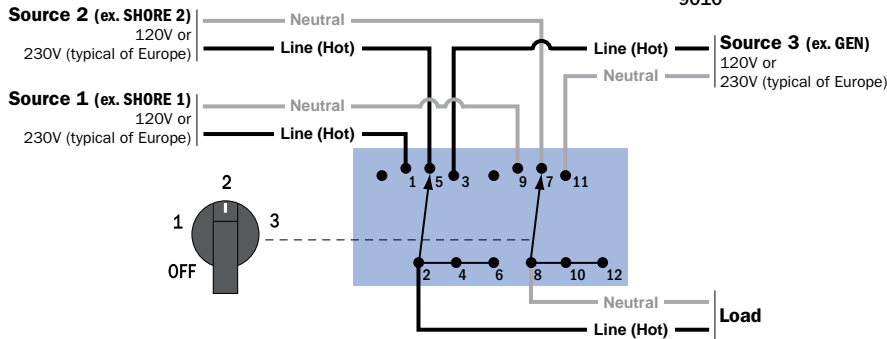 9010
Source 2 (ex. SHORE 2)
120V or
230V (typical of Europe)
Neutral
Line (Hot)
Line (Hot)
Neutral
Source 3 (ex. GEN)
120V or
230V (typical of Europe)
Source 1 (ex. SHORE 1)
120V or
230V (typical of Europe)
Neutral
Line (Hot)
1 5 3 9 7 11
2
1 3
OFF
2 4 6 8 10 12
Neutral
Line (Hot)
Load